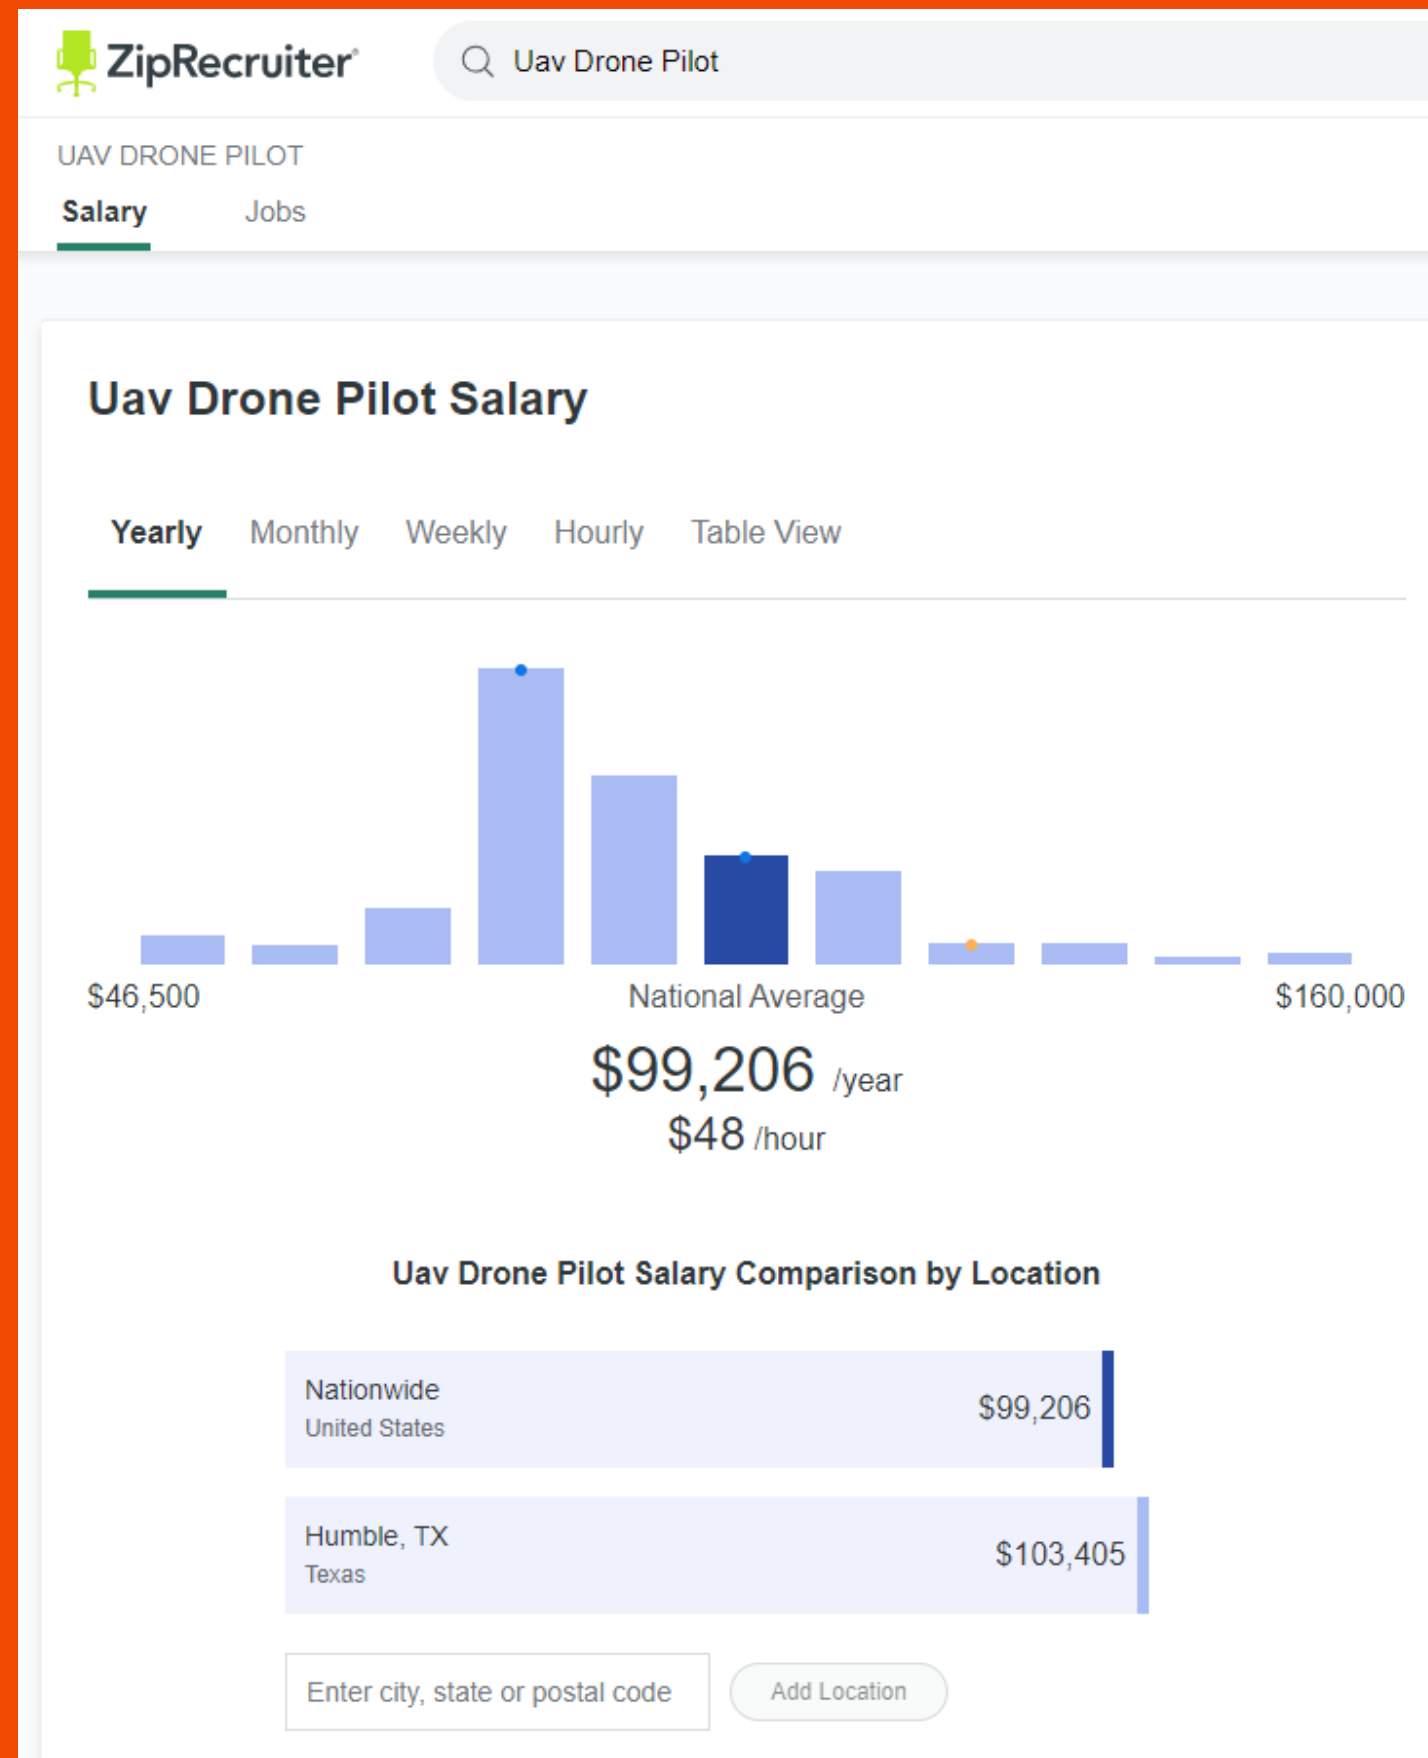 ZipRecruiter®
Uav Drone Pilot
UAV DRONE PILOT
Salary Jobs
Uav Drone Pilot Salary
Yearly Monthly Weekly Hourly Table View
$46,500 National Average $160,000
$99,206 /year
$48 /hour
Uav Drone Pilot Salary Comparison by Location
Nationwide
United States
$99,206
Humble, TX
Texas
$103,405
Enter city, state or postal code Add Location